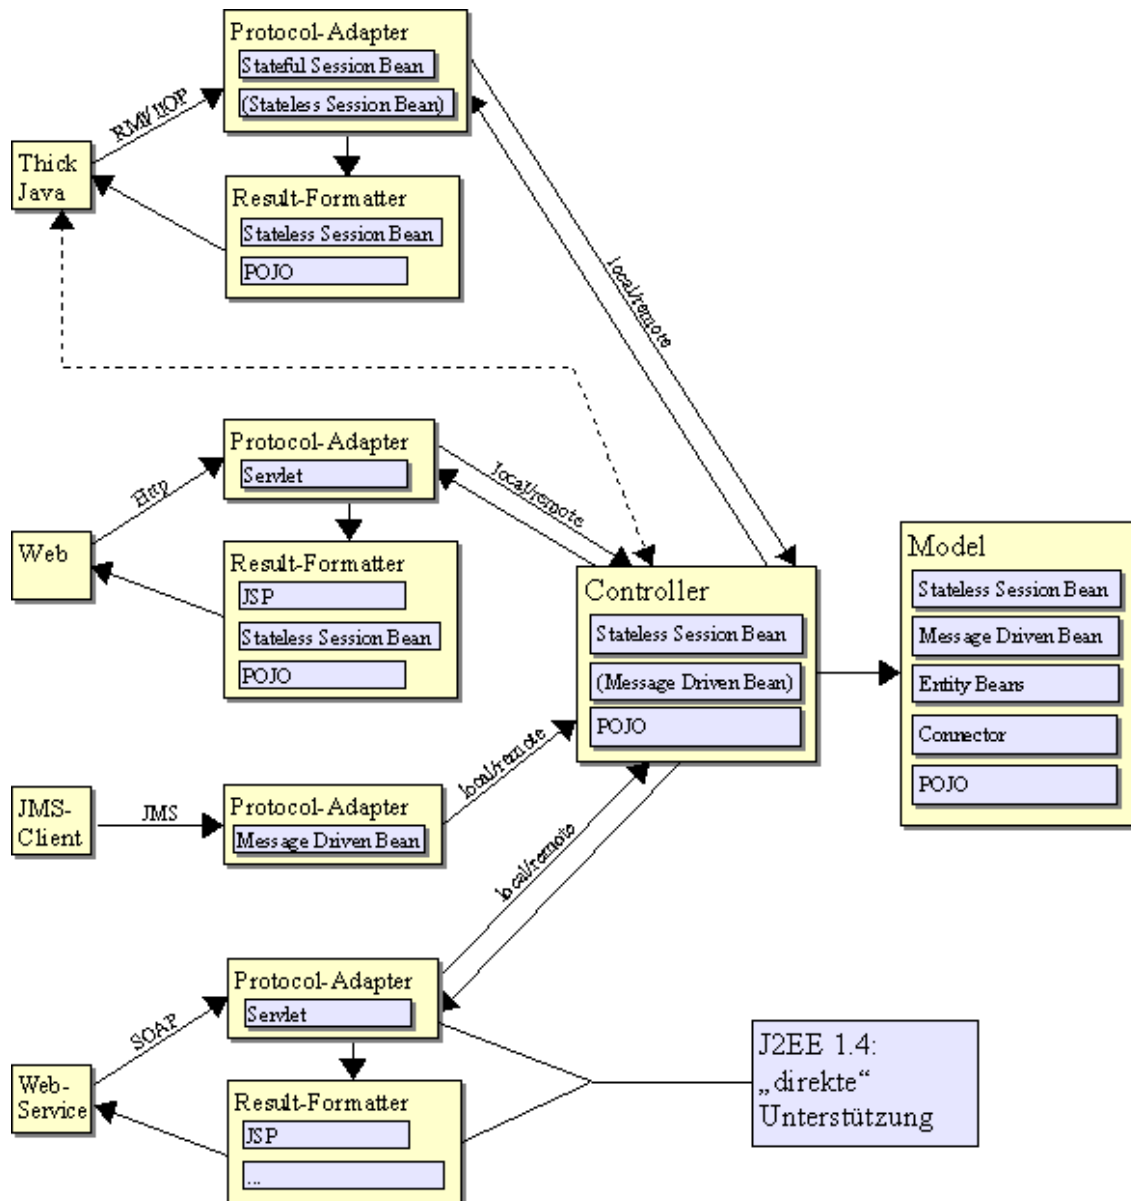 Protocol-Adapter
Stateful Session Bean
(Stateless Session Bean)
RMI/IIOP
Thick
Java
Result-Formatter
Stateless Session Bean
POJO
local/remote
Protocol-Adapter
Servlet
Http
local/remote
Web
Result-Formatter
JSP
Stateless Session Bean
POJO
Controller
Stateless Session Bean
(Message Driven Bean)
POJO
Model
Stateless Session Bean
Message Driven Bean
Entity Beans
Connector
POJO
local/remote
JMS-
Client
JMS
Protocol-Adapter
Message Driven Bean
local/remote
Protocol-Adapter
Servlet
SOAP
Web-
Service
Result-Formatter
JSP
...
J2EE 1.4:
„direkte“
Unterstützung